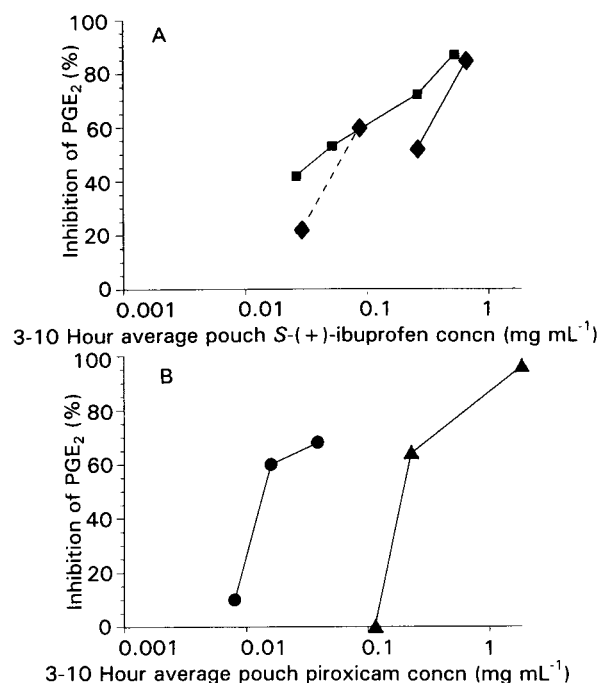 A
100
80
60
40
20
0
Inhibition of PGE₂ (%)
0.001 0.01 0.1 1
3-10 Hour average pouch S-(+)-ibuprofen concn (mg mL⁻¹)
B
100
80
60
40
20
0
Inhibition of PGE₂ (%)
0.001 0.01 0.1 1
3-10 Hour average pouch piroxicam concn (mg mL⁻¹)